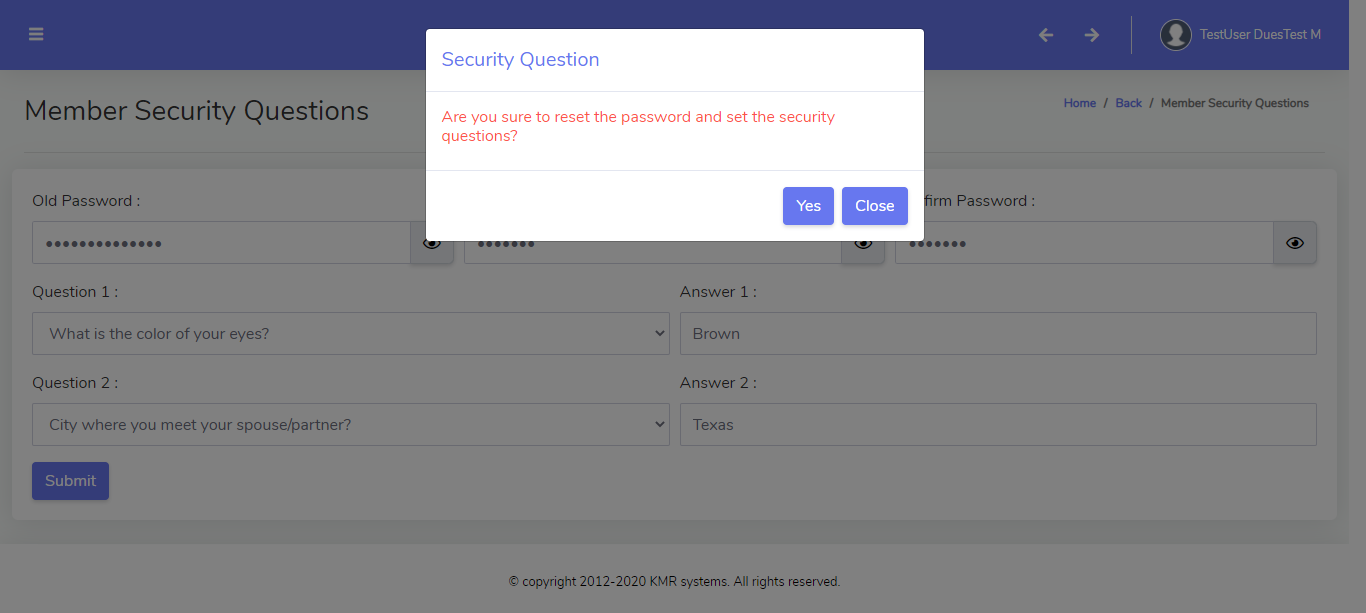 TestUser DuesTest M
Security Question
Are you sure to reset the password and set the security
questions?
Yes Close
Member Security Questions
Home / Back / Member Security Questions
Old Password :
firm Password :
•••••••••••••• ••••••• •••••••
Question 1 : Answer 1 :
What is the color of your eyes? Brown
Question 2 : Answer 2 :
City where you meet your spouse/partner? Texas
Submit
© copyright 2012-2020 KMR systems. All rights reserved.